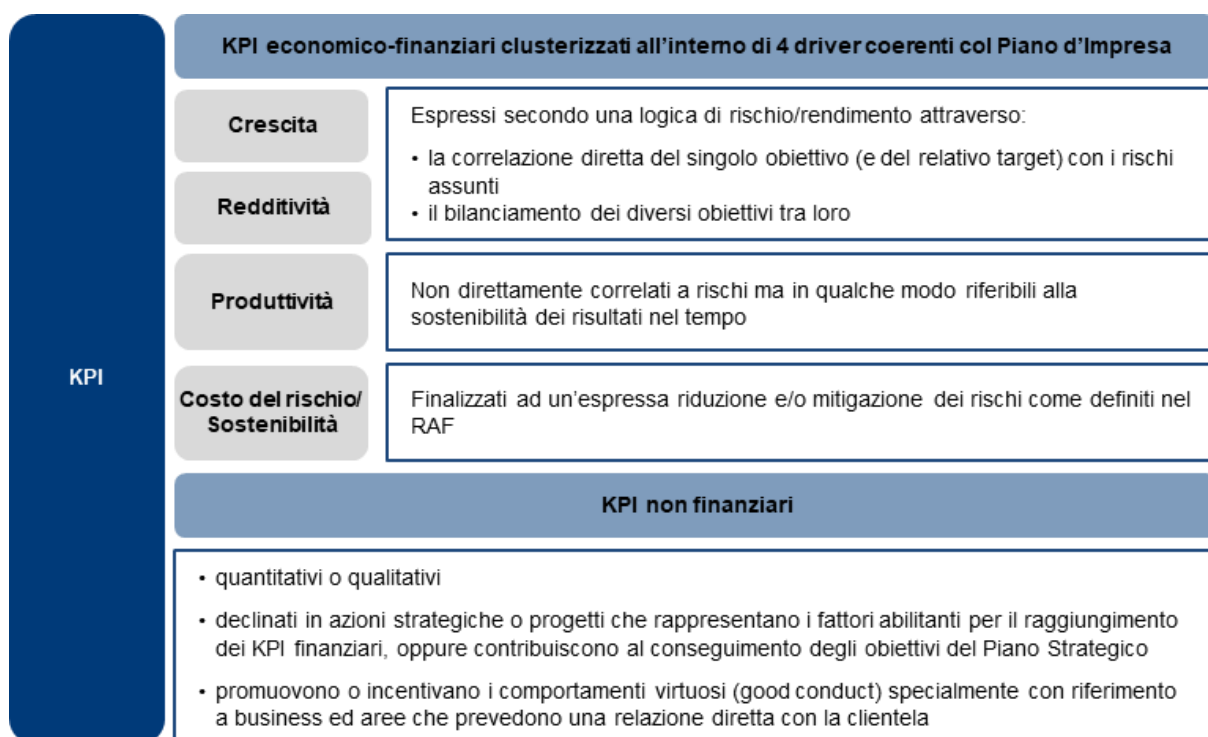 KPI
KPI economico-finanziari clusterizzati all'interno di 4 driver coerenti col Piano d'Impresa
Crescita
Redditività
Espressi secondo una logica di rischio/rendimento attraverso:
• la correlazione diretta del singolo obiettivo (e del relativo target) con i rischi
assunti
• il bilanciamento dei diversi obiettivi tra loro
Produttività
Non direttamente correlati a rischi ma in qualche modo riferibili alla
sostenibilità dei risultati nel tempo
Costo del rischio/
Sostenibilità
Finalizzati ad un'espressa riduzione e/o mitigazione dei rischi come definiti nel
RAF
KPI non finanziari
• quantitativi o qualitativi
• declinati in azioni strategiche o progetti che rappresentano i fattori abilitanti per il raggiungimento
dei KPI finanziari, oppure contribuiscono al conseguimento degli obiettivi del Piano Strategico
• promuovono o incentivano i comportamenti virtuosi (good conduct) specialmente con riferimento
a business ed aree che prevedono una relazione diretta con la clientela